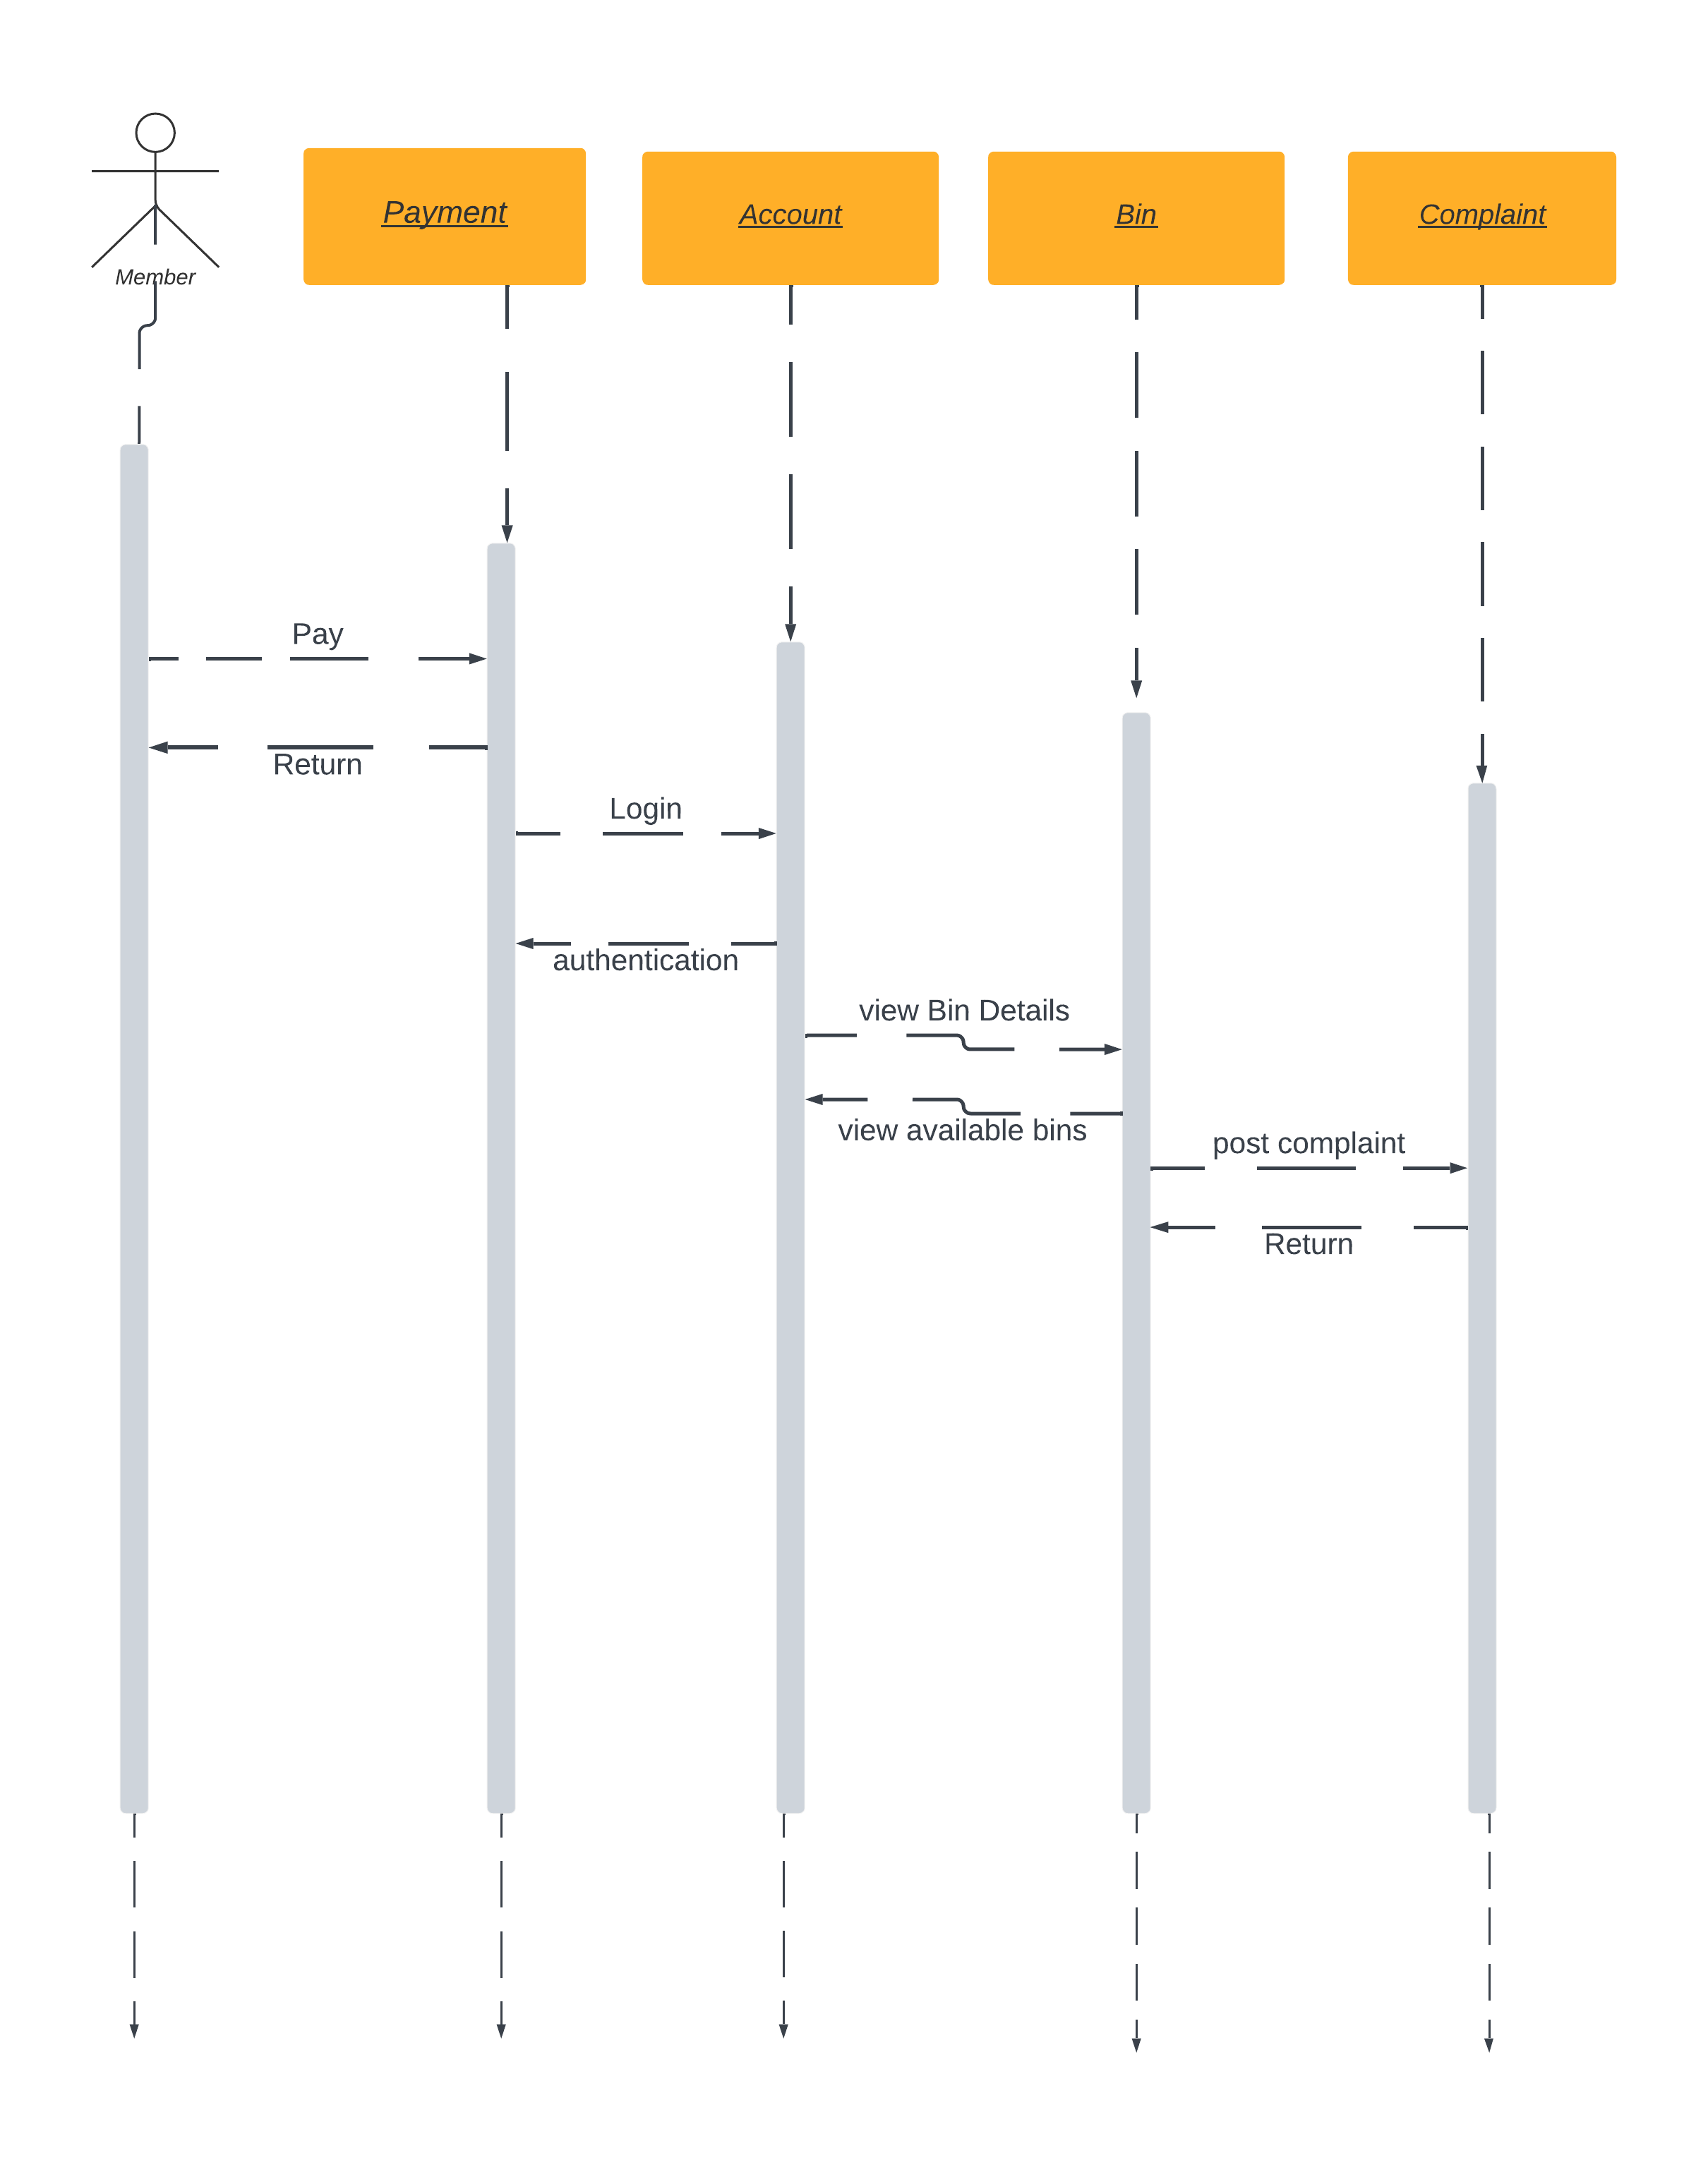 Member
Payment
Account
Bin
Complaint
Pay
Return
Login
authentication
view Bin Details
view available bins
post complaint
Return